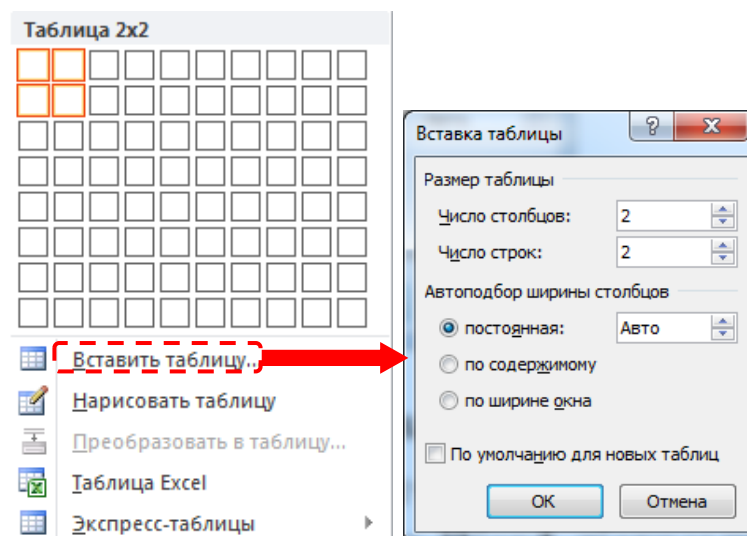 Таблица 2x2
Вставить таблицу...
Нарисовать таблицу
Преобразовать в таблицу...
Таблица Excel
Экспресс-таблицы
Вставка таблицы
Размер таблицы
Число столбцов: 2
Число строк: 2
Автоподбор ширины столбцов
постоянная: Авто
по содержимому
по ширине окна
По умолчанию для новых таблиц
ОК Отмена